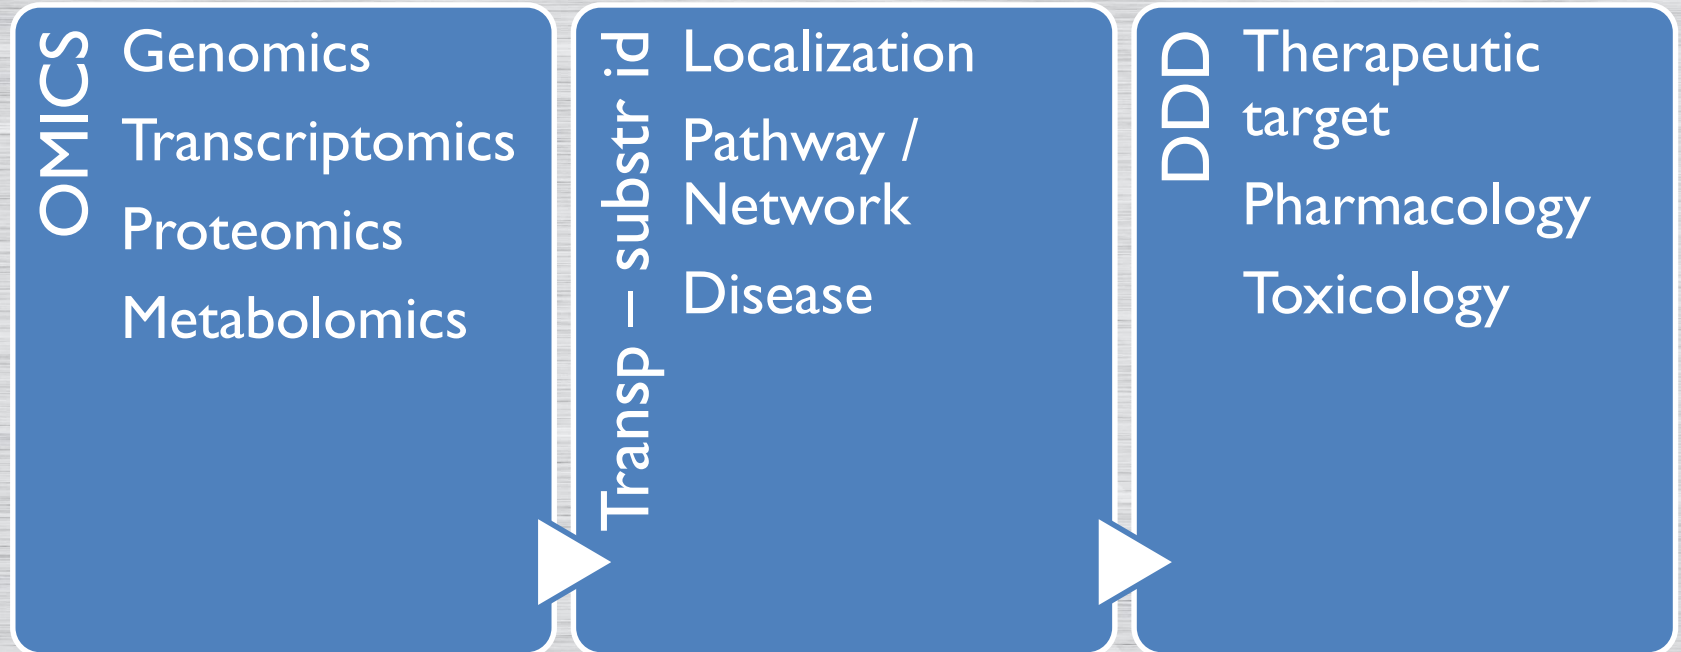 OMICS
Genomics
Transcriptomics
Proteomics
Metabolomics
Transp – substr id
Localization
Pathway /
Network
Disease
DDD
Therapeutic
target
Pharmacology
Toxicology